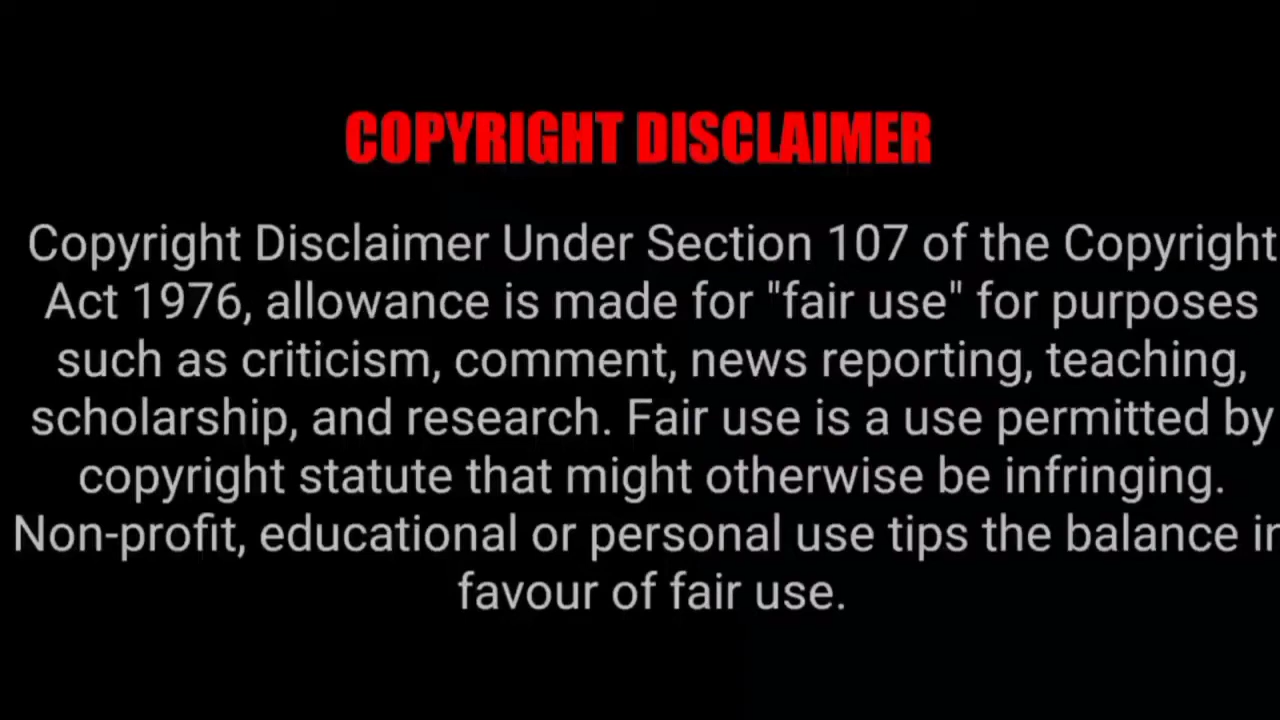 COPYRIGHT DISCLAIMER
Copyright Disclaimer Under Section 107 of the Copyright
Act 1976, allowance is made for "fair use" for purposes
such as criticism, comment, news reporting, teaching,
scholarship, and research. Fair use is a use permitted by
copyright statute that might otherwise be infringing.
Non-profit, educational or personal use tips the balance in
favour of fair use.